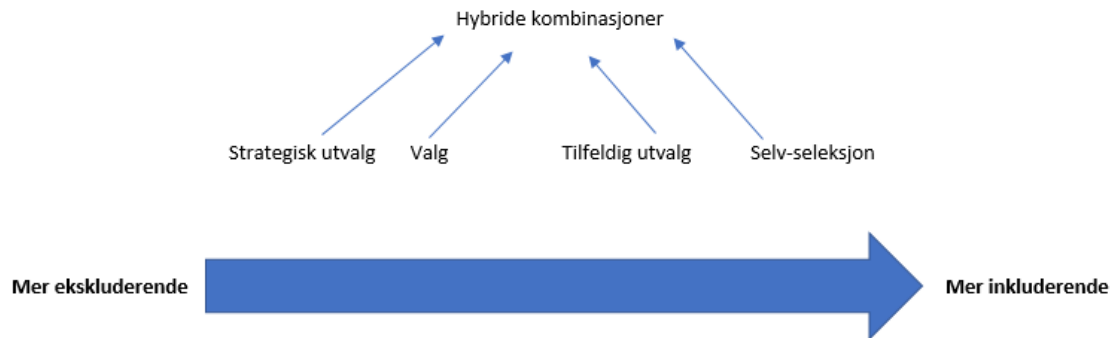 Hybride kombinasjoner
Strategisk utvalg Valg Tilfeldig utvalg Selv-seleksjon
Mer ekskluderende Mer inkluderende